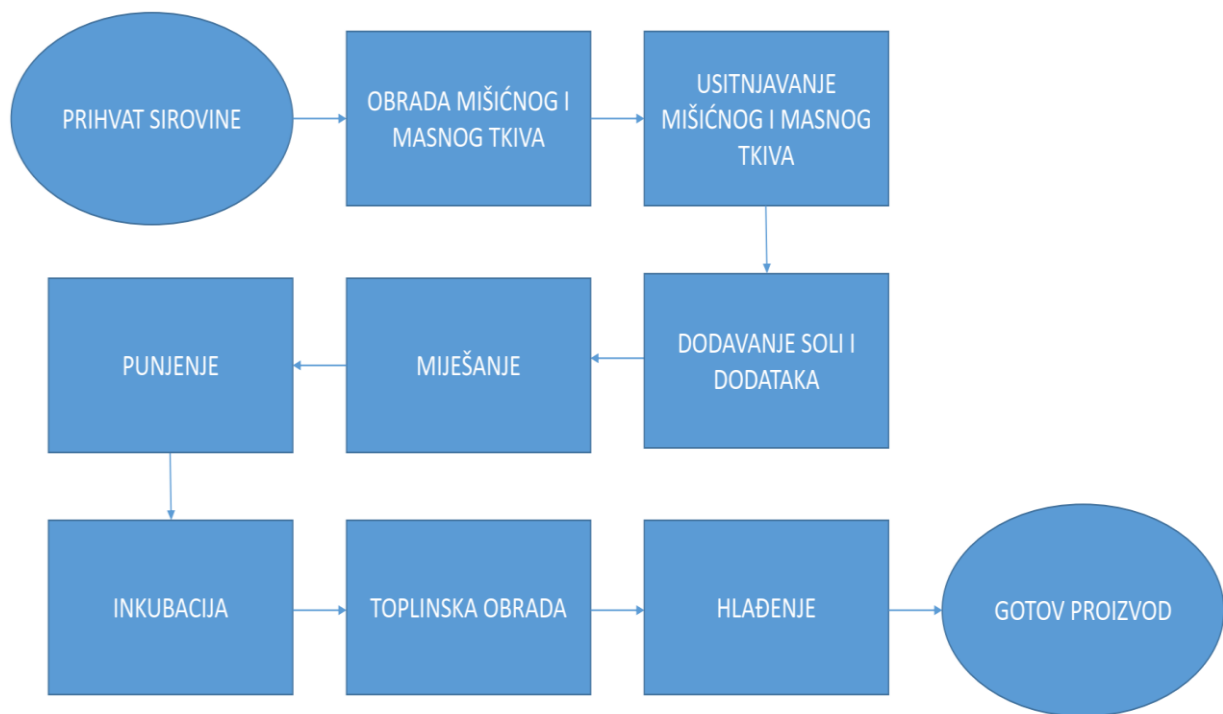 PRIHVAT SIROVINE
OBRADA MIŠIĆNOG I
MASNOG TKIVA
USITNJAVANJE
MIŠIĆNOG I MASNOG
TKIVA
DODAVANJE SOLI I
DODATAKA
MIJEŠANJE
PUNJENJE
INKUBACIJA
TOPLINSKA OBRADA
HLAĐENJE
GOTOV PROIZVOD